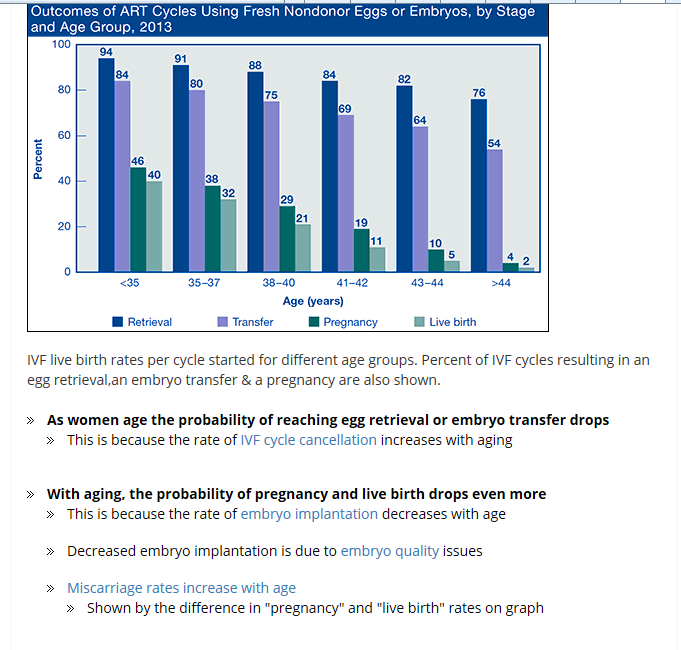 Outcomes of ART Cycles Using Fresh Nondonor Eggs or Embryos, by Stage
and Age Group, 2013
100
80
60
40
20
0
Percent
94
84
46
40
91
80
38
32
88
75
29
21
84
69
19
11
82
64
10
5
76
54
4
2
<35
35–37
38–40
41–42
43–44
>44
Age (years)
Retrieval
Transfer
Pregnancy
Live birth
IVF live birth rates per cycle started for different age groups. Percent of IVF cycles resulting in an
egg retrieval,an embryo transfer & a pregnancy are also shown.
» As women age the probability of reaching egg retrieval or embryo transfer drops
» This is because the rate of IVF cycle cancellation increases with aging
» With aging, the probability of pregnancy and live birth drops even more
» This is because the rate of embryo implantation decreases with age
» Decreased embryo implantation is due to embryo quality issues
» Miscarriage rates increase with age
» Shown by the difference in "pregnancy" and "live birth" rates on graph